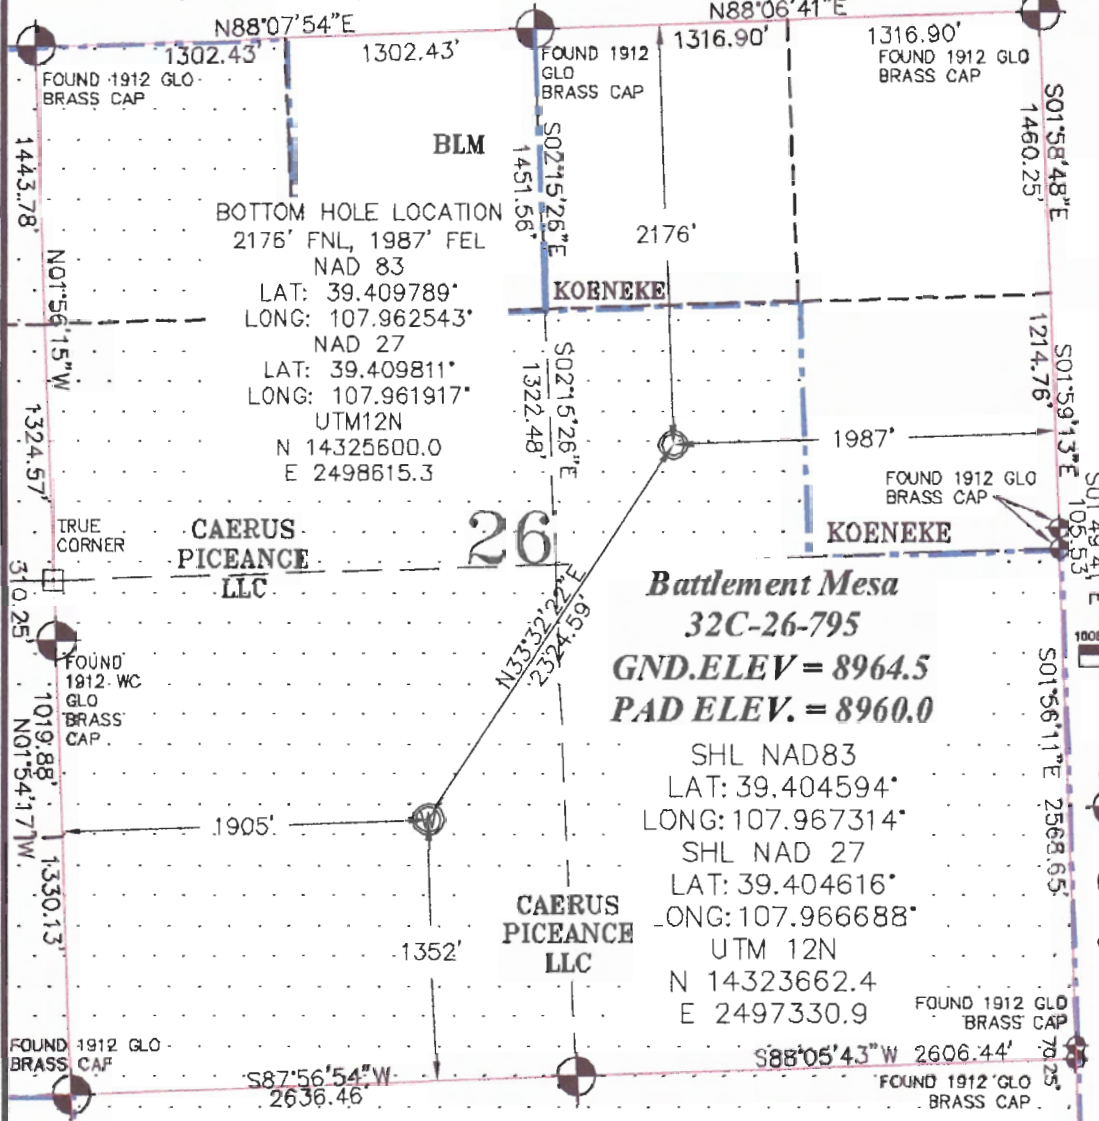 N88°07'54"E
N88°06'41"E
1302.43'
1302.43'
1316.90'
1316.90'
FOUND 1912 GLO
BRASS CAP
FOUND 1912
GLO
BRASS CAP
FOUND 1912 GLO
BRASS CAP
BLM
1443.78'
1451.56'
S02°15'26"E
S01°58'48"E
1460.25'
BOTTOM HOLE LOCATION
2176' FNL, 1987' FEL
NAD 83
LAT: 39.409789°
LONG: 107.962543°
NAD 27
LAT: 39.409811°
LONG: 107.961917°
UTM12N
N 14325600.0
E 2498615.3
2176'
KOENEKE
N01°56'15"W
1324.57'
1322.48'
S02°15'26"E
1214.76'
S01°59'13"E
1987'
FOUND 1912 GLO
BRASS CAP
105.53'
S01°49'41"E
KOENEKE
TRUE
CORNER
CAERUS
PICEANCE
LLC
26
310.25'
N33°32'22"E
2324.59'
Battlement Mesa
32C-26-795
GND.ELEV = 8964.5
PAD ELEV. = 8960.0
FOUND
1912 WC
GLO
BRASS
CAP
1019.88'
N01°54'17"W
1330.13'
S01°56'11"E
2568.65'
SHL NAD83
LAT: 39.404594°
LONG: 107.967314°
SHL NAD 27
LAT: 39.404616°
LONG: 107.966688°
UTM 12N
N 14323662.4
E 2497330.9
1905'
W
1352'
CAERUS
PICEANCE
LLC
FOUND 1912 GLO
BRASS CAP
FOUND 1912 GLO
BRASS CAP
S87°56'54"W
2636.46'
S88°05'43"W 2606.44'
70.25'
FOUND 1912 GLO
BRASS CAP